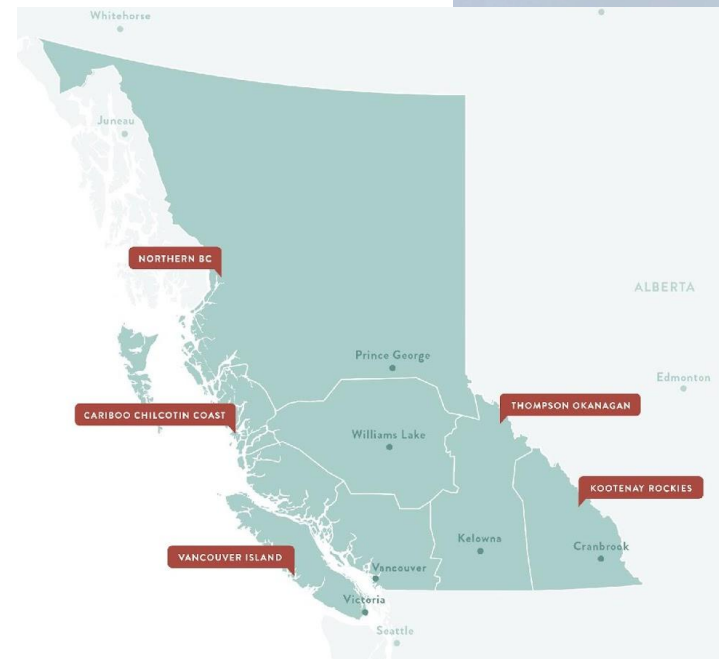 Whitehorse
Juneau
NORTHERN BC
ALBERTA
Prince George
Edmonton
THOMPSON OKANAGAN
CARIBOO CHILCOTIN COAST
Williams Lake
KOOTENAY ROCKIES
Kelowna
Cranbrook
VANCOUVER ISLAND
Vancouver
Victoria
Seattle